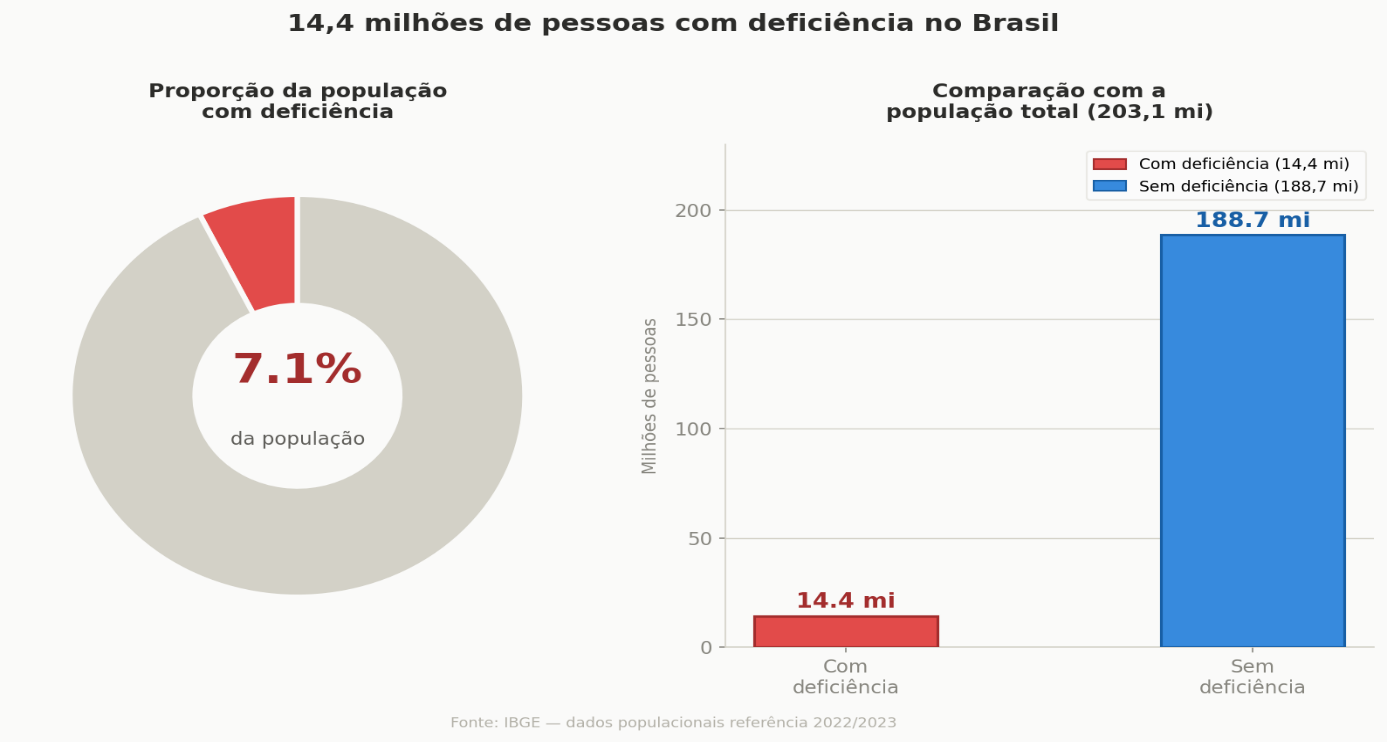 14,4 milhões de pessoas com deficiência no Brasil
Proporção da população
com deficiência
7.1%
da população
Comparação com a
população total (203,1 mi)
Com deficiência (14,4 mi)
Sem deficiência (188,7 mi)
Milhões de pessoas
200
150
100
50
0
188.7 mi
14.4 mi
Com
deficiência
Sem
deficiência
Fonte: IBGE — dados populacionais referência 2022/2023